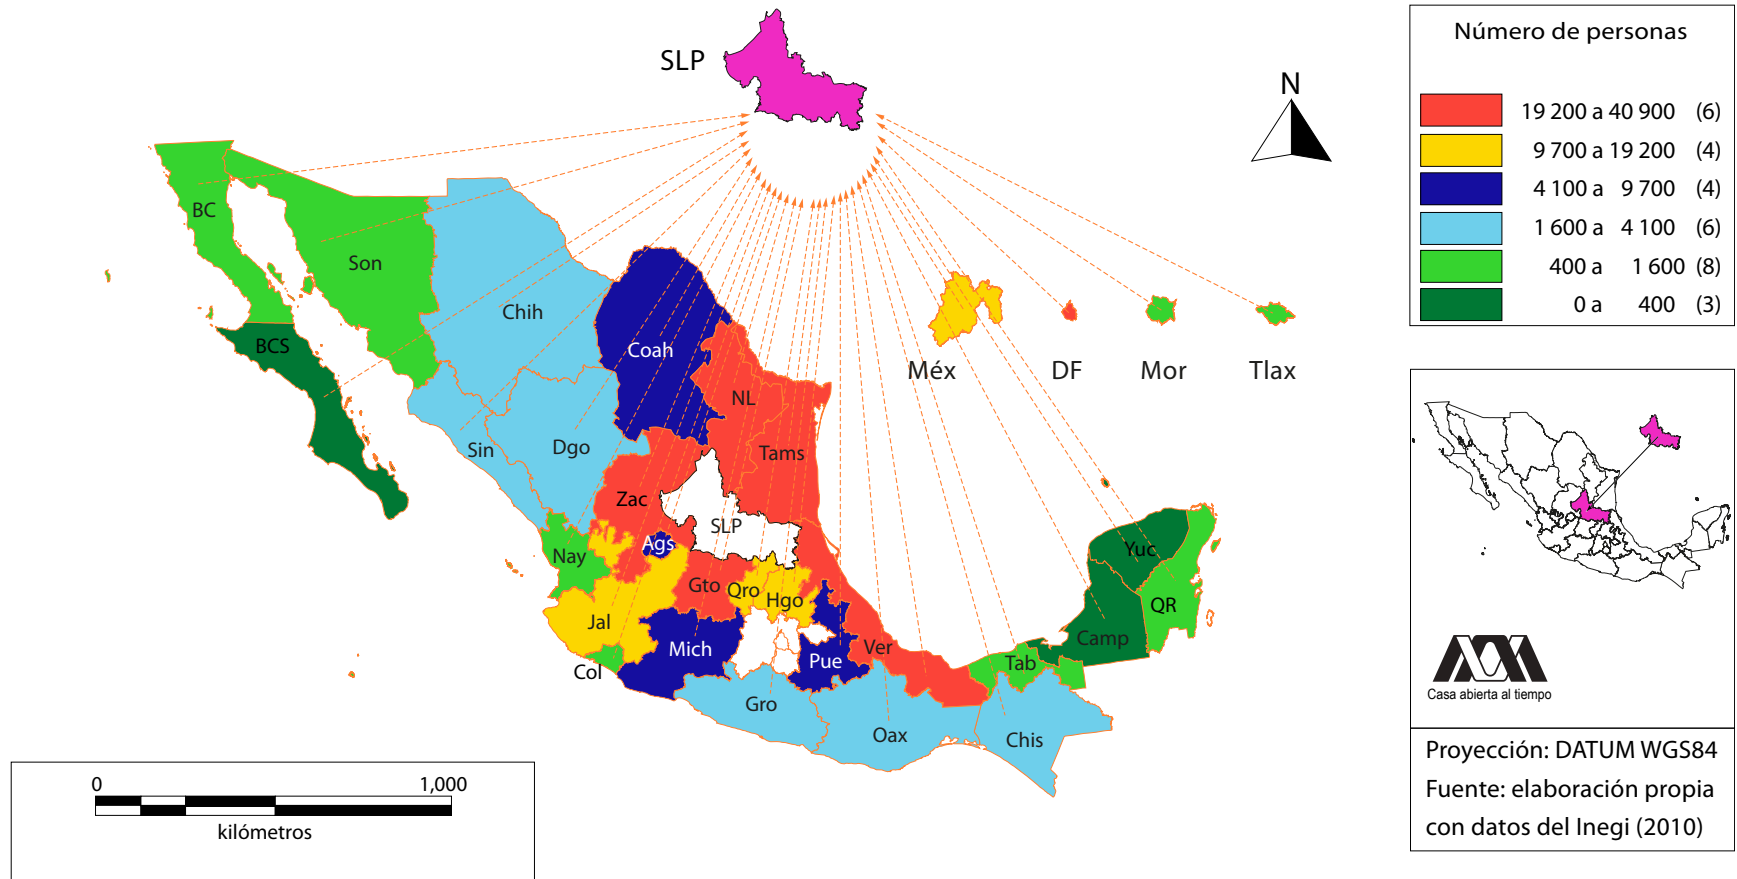 SLP
N
BC
Son
Chih
BCS
Coah
NL
Sin
Dgo
Tams
Zac
SLP
Nay
Ags
Gto
Qro
Hgo
Jal
Mich
Pue
Ver
Col
Gro
Oax
Chis
Tab
Camp
Yuc
QR
Méx
DF
Mor
Tlax
0 1,000
kilómetros
Número de personas
19 200 a 40 900 (6)
9 700 a 19 200 (4)
4 100 a 9 700 (4)
1 600 a 4 100 (6)
400 a 1 600 (8)
0 a 400 (3)
Casa abierta al tiempo
Proyección: DATUM WGS84
Fuente: elaboración propia
con datos del Inegi (2010)